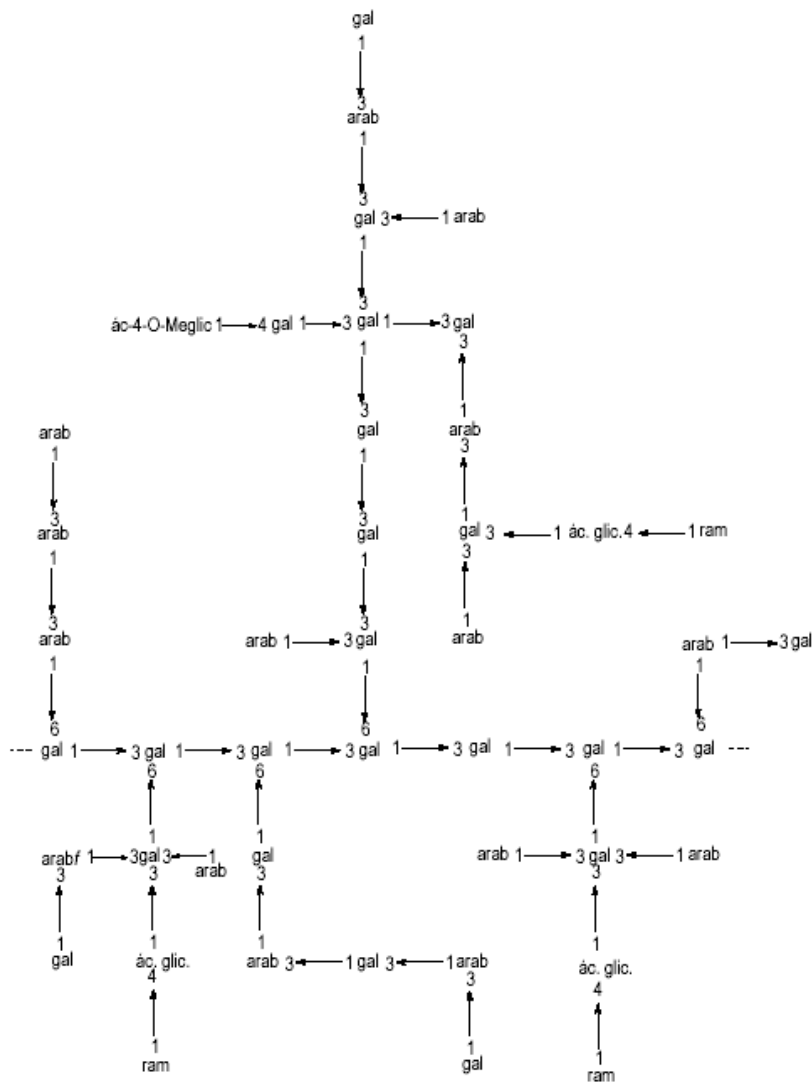 gal
1
3
arab
1
3
gal 3 1 arab
1
3
ác-4-O-Meglic 1 4 gal 1 3 gal 1 3 gal
1 3
3 1
arab gal arab
1 1 3
3 3 1
arab gal gal 3 1 ác. glic. 4 1 ram
1 1 3
3 3 1
arab arab 1 3 gal arab arab 1 3 gal
1 1 1
6 6 6
--- gal 1 3 gal 1 3 gal 1 3 gal 1 3 gal 1 3 gal 1 3 gal ---
6 6 6
1 1 1
arabf 1 3gal 3 1 arab gal arab 1 3 gal 3 1 arab
3 3 3 3
1 1 1 1
gal ác. glic. arab 3 1 gal 3 1 arab ác. glic.
4 3 4
1 1 1
ram gal ram